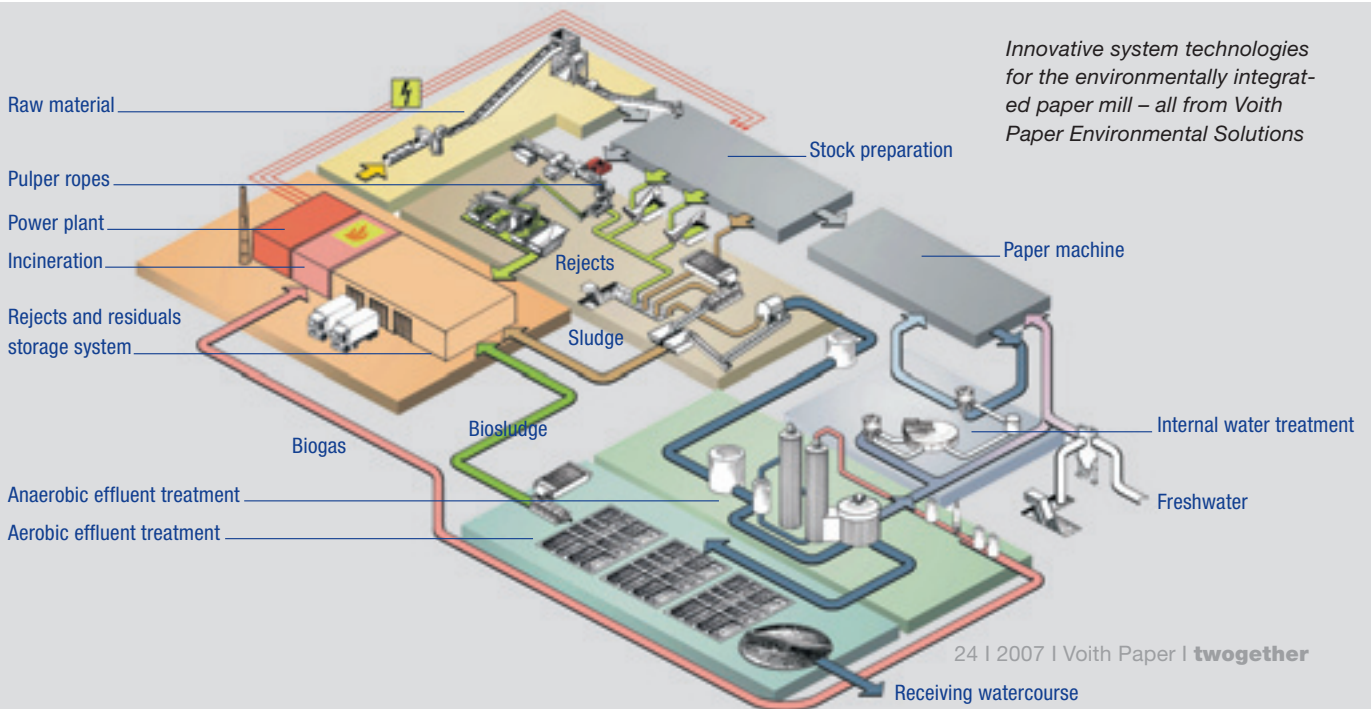 Innovative system technologies
for the environmentally integrat-
ed paper mill – all from Voith
Paper Environmental Solutions
Raw material
Stock preparation
Pulper ropes
Power plant
Paper machine
Incineration
Rejects
Rejects and residuals
storage system
Sludge
Internal water treatment
Biosludge
Biogas
Anaerobic effluent treatment
Freshwater
Aerobic effluent treatment
24 I 2007 I Voith Paper I twogether
Receiving watercourse